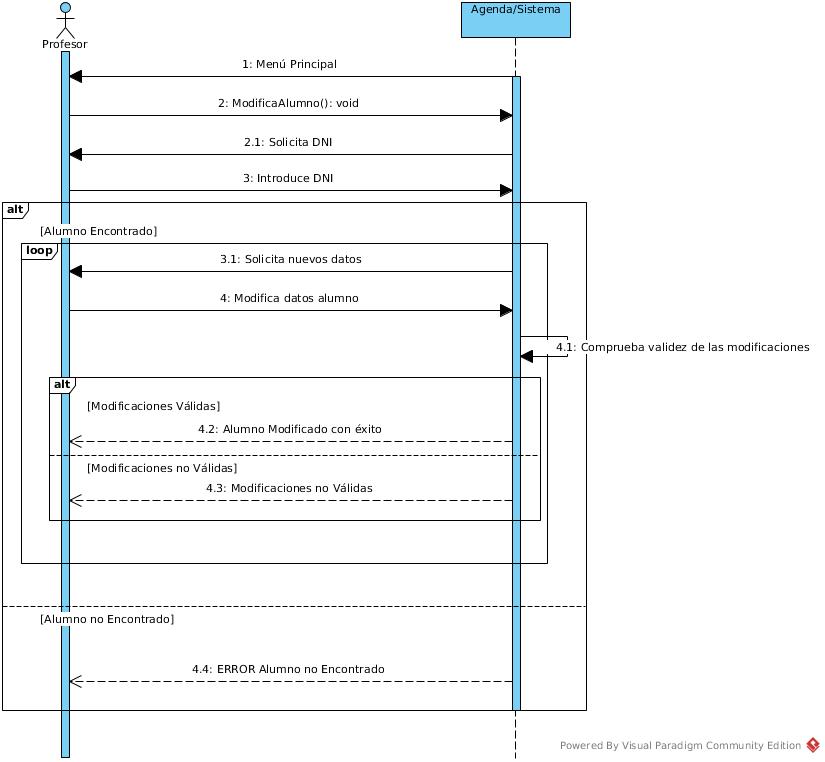 Agenda/Sistema
Profesor
1: Menú Principal
2: ModificaAlumno(): void
2.1: Solicita DNI
3: Introduce DNI
alt
[Alumno Encontrado]
loop
3.1: Solicita nuevos datos
4: Modifica datos alumno
4.1: Comprueba validez de las modificaciones
alt
[Modificaciones Válidas]
4.2: Alumno Modificado con éxito
[Modificaciones no Válidas]
4.3: Modificaciones no Válidas
[Alumno no Encontrado]
4.4: ERROR Alumno no Encontrado
Powered By Visual Paradigm Community Edition